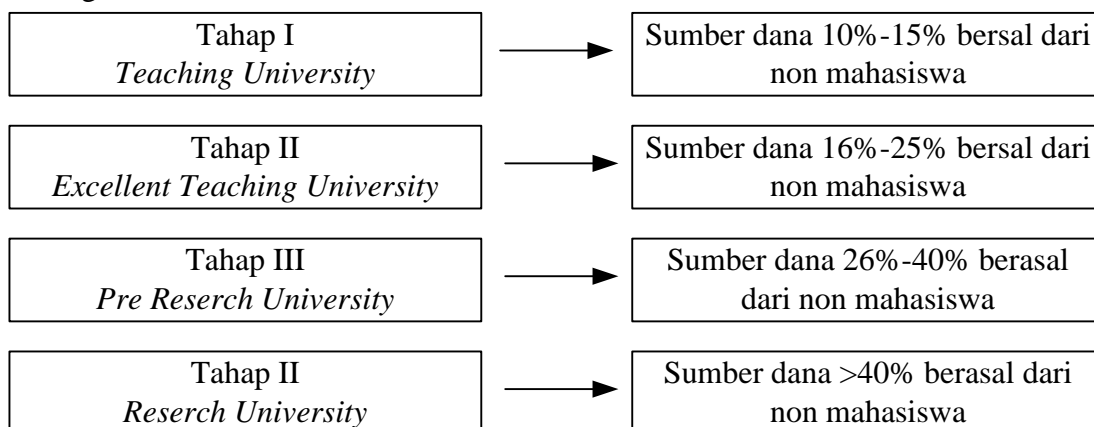 Tahap I
Teaching University
Sumber dana 10%-15% bersal dari
non mahasiswa
Tahap II
Excellent Teaching University
Sumber dana 16%-25% bersal dari
non mahasiswa
Tahap III
Pre Reserch University
Sumber dana 26%-40% berasal
dari non mahasiswa
Tahap II
Reserch University
Sumber dana >40% berasal dari
non mahasiswa